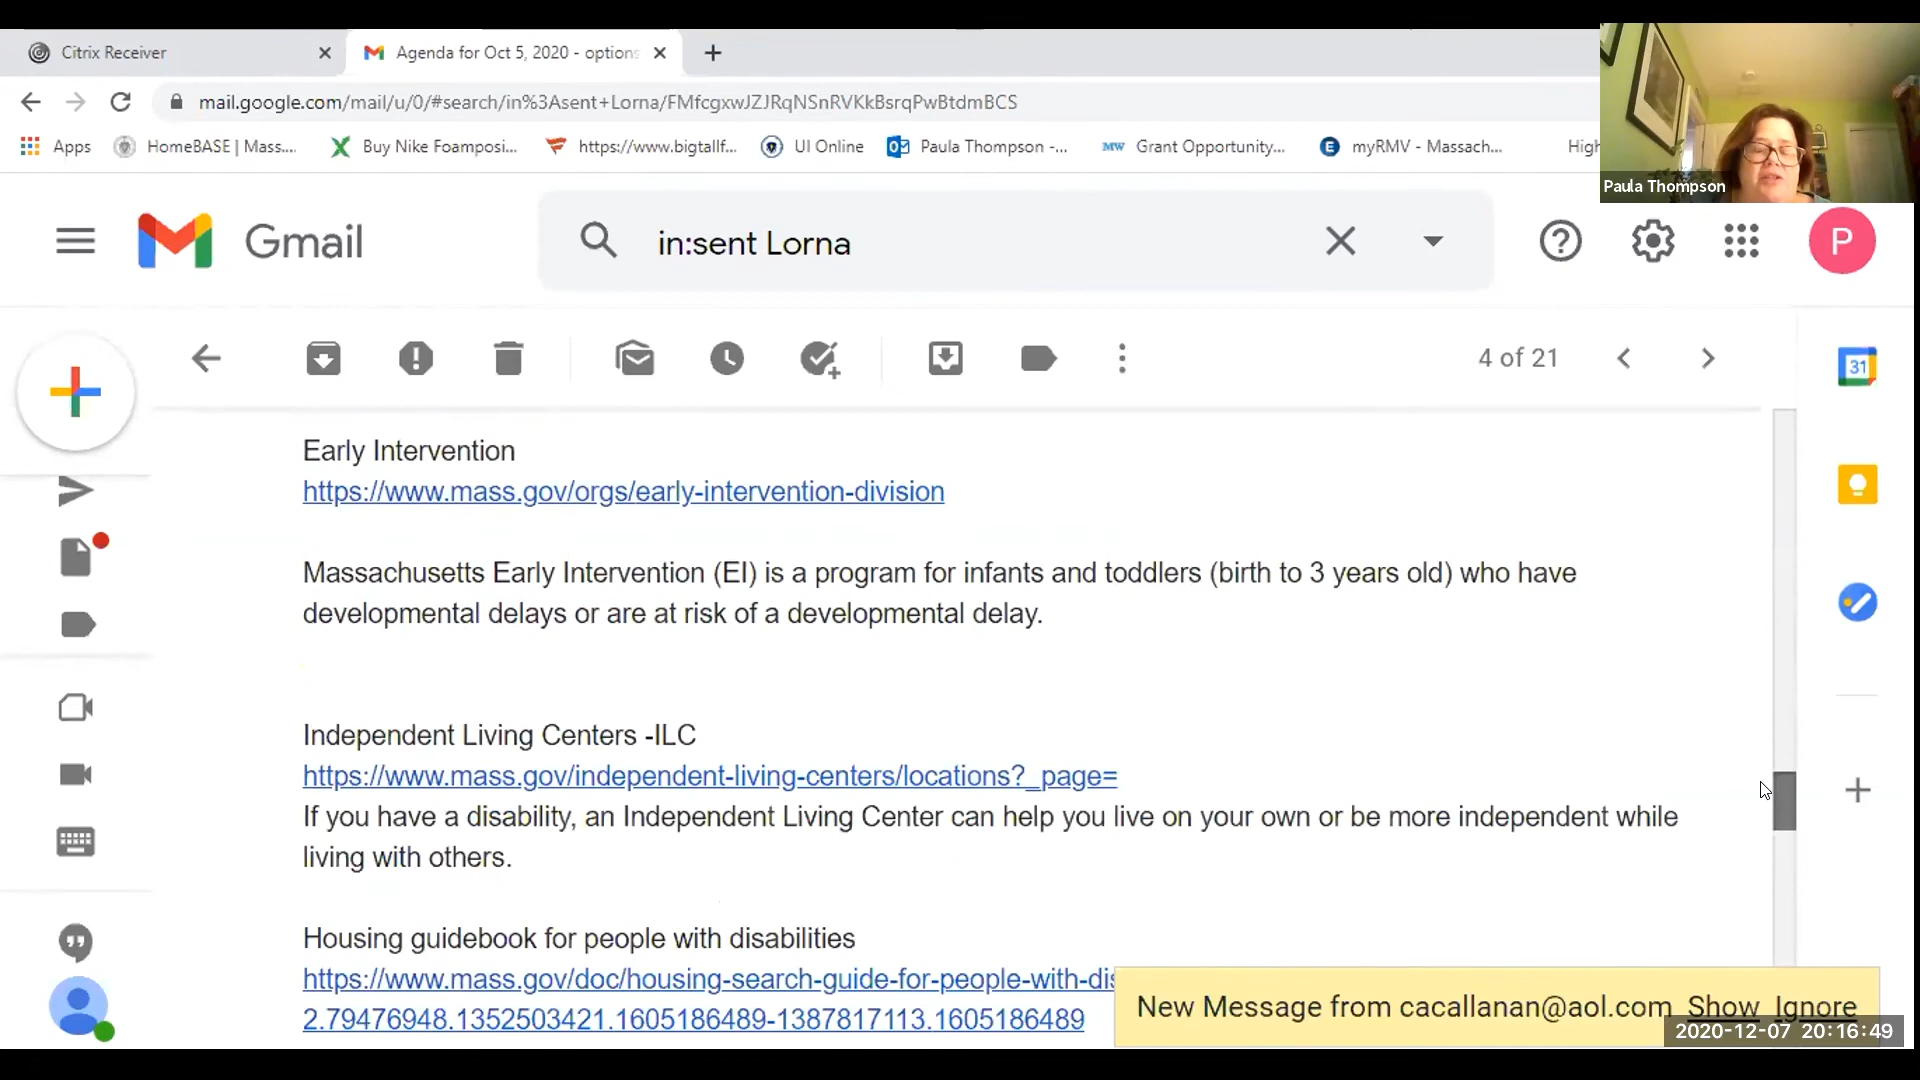 Citrix Receiver
Agenda for Oct 5, 2020 - options
mail.google.com/mail/u/0/#search/in%3Asent+Lorna/FMfcgxwJZJRqNSnRVKkBsrqPwBtdmBCS
Apps HomeBASE | Mass.... Buy Nike Foamposi... https://www.bigtallf... UI Online Paula Thompson -... MW Grant Opportunity... myRMV - Massach... High
Paula Thompson
Gmail
in:sent Lorna
P
4 of 21
31
Early Intervention
https://www.mass.gov/orgs/early-intervention-division
Massachusetts Early Intervention (EI) is a program for infants and toddlers (birth to 3 years old) who have
developmental delays or are at risk of a developmental delay.
Independent Living Centers -ILC
https://www.mass.gov/independent-living-centers/locations?_page=
If you have a disability, an Independent Living Center can help you live on your own or be more independent while
living with others.
Housing guidebook for people with disabilities
https://www.mass.gov/doc/housing-search-guide-for-people-with-dis
2.79476948.1352503421.1605186489-1387817113.1605186489
New Message from cacallanan@aol.com Show Ignore
2020-12-07 20:16:49